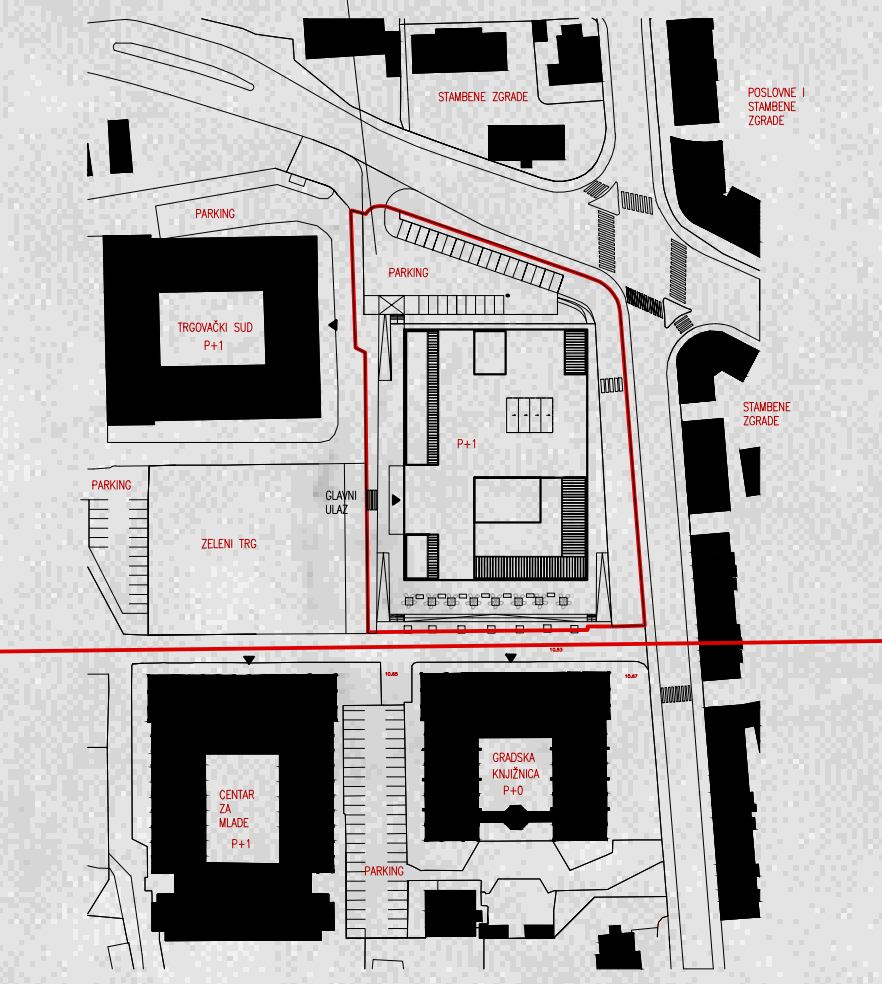 STAMBENE ZGRADE
POSLOVNE I
STAMBENE
ZGRADE
PARKING
PARKING
TRGOVAČKI SUD
P+1
STAMBENE
ZGRADE
P+1
PARKING
GLAVNI
ULAZ
ZELENI TRG
10.53
10.65
10.67
GRADSKA
KNJIŽNICA
P+0
CENTAR
ZA
MLADE
P+1
PARKING